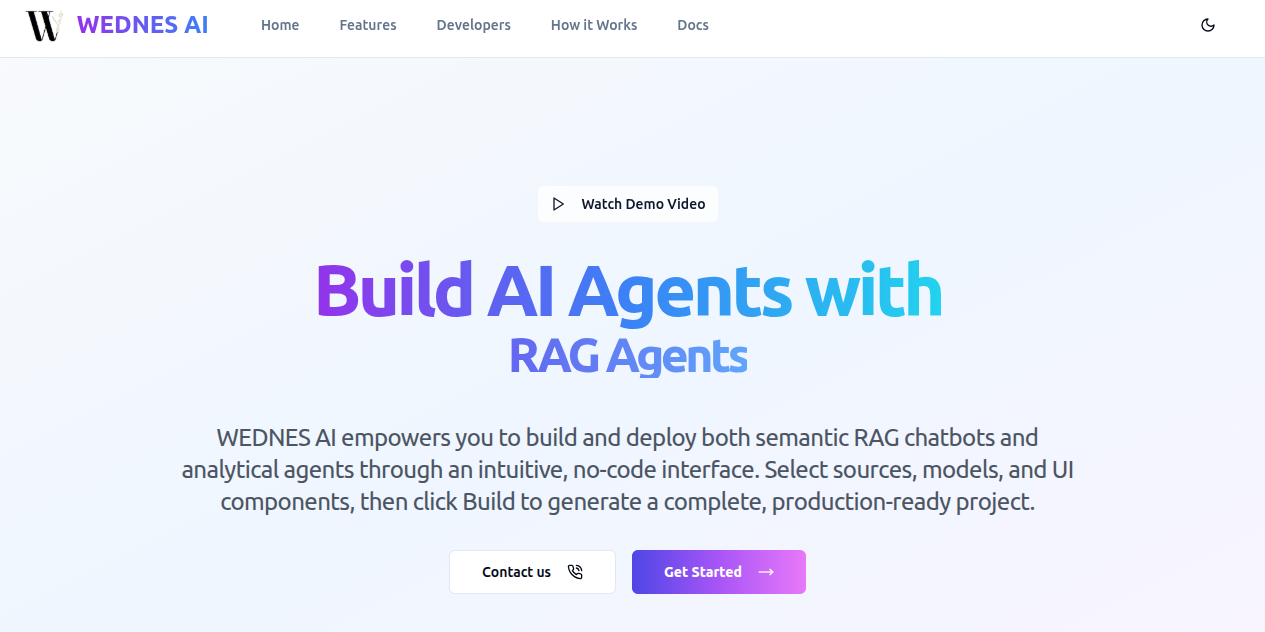 W WEDNES AI Home Features Developers How it Works Docs
Watch Demo Video
Build AI Agents with
RAG Agents
WEDNES AI empowers you to build and deploy both semantic RAG chatbots and
analytical agents through an intuitive, no-code interface. Select sources, models, and UI
components, then click Build to generate a complete, production-ready project.
Contact us Get Started →